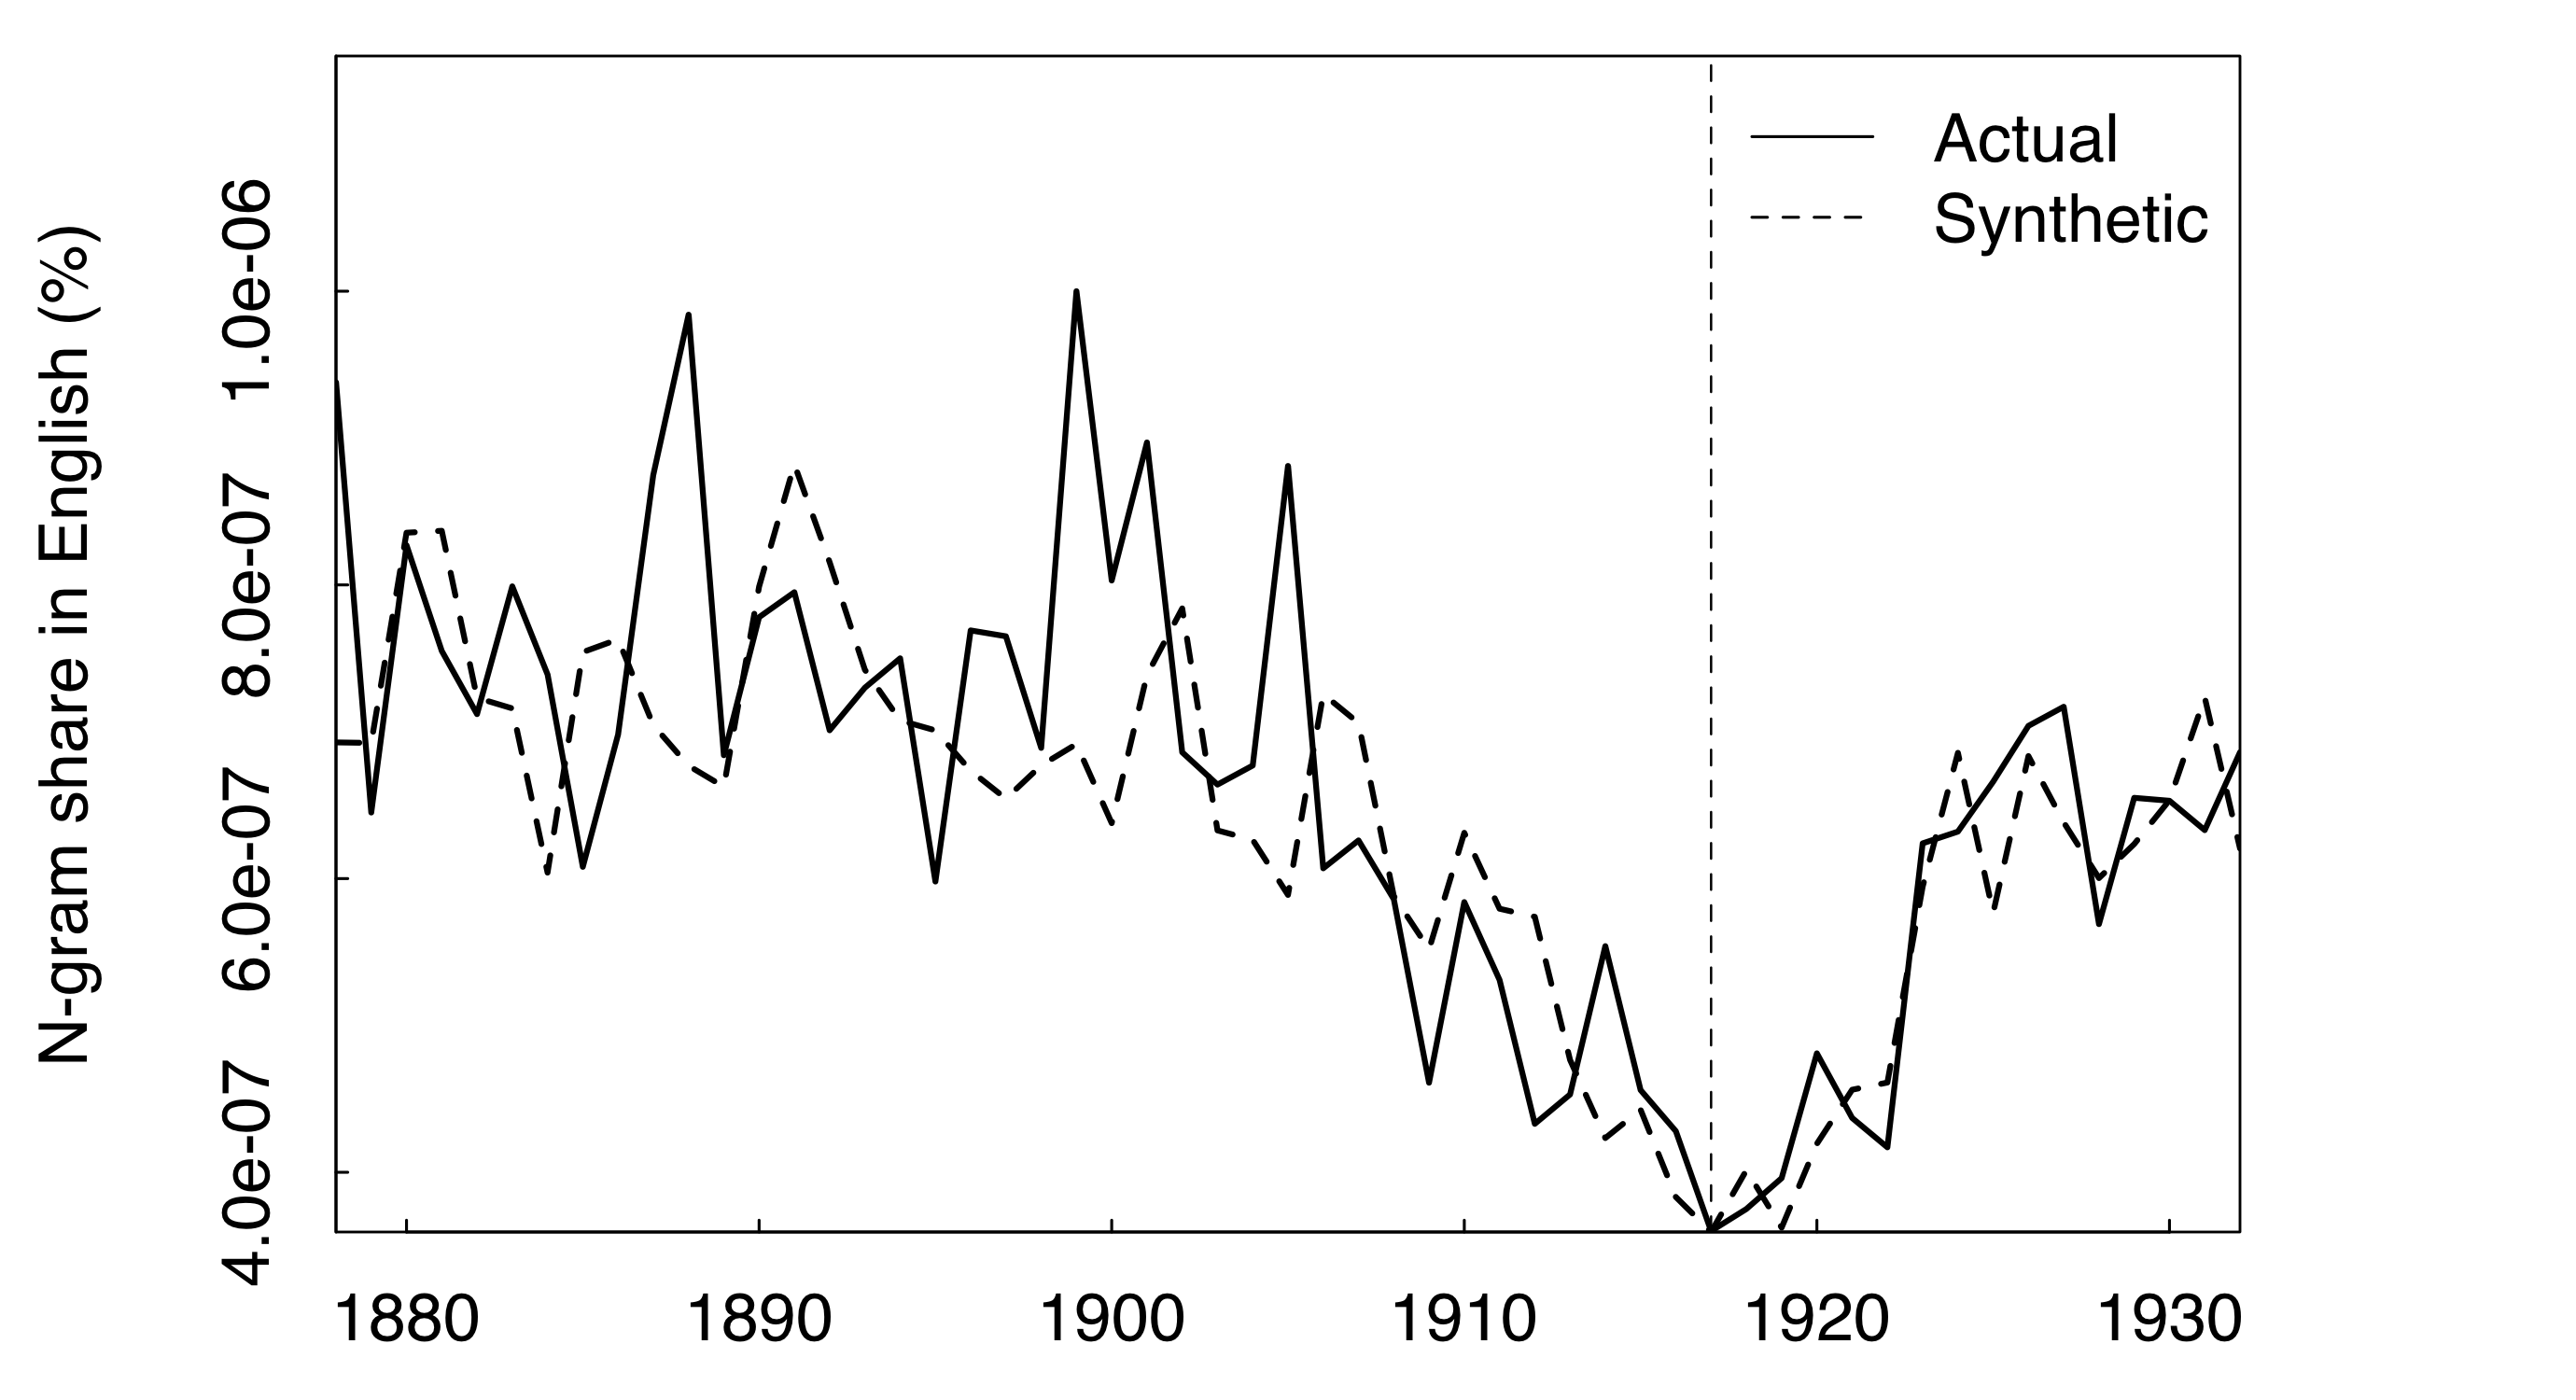 N-gram share in English (%)
1.0e-06
8.0e-07
6.0e-07
4.0e-07
Actual
Synthetic
1880 1890 1900 1910 1920 1930